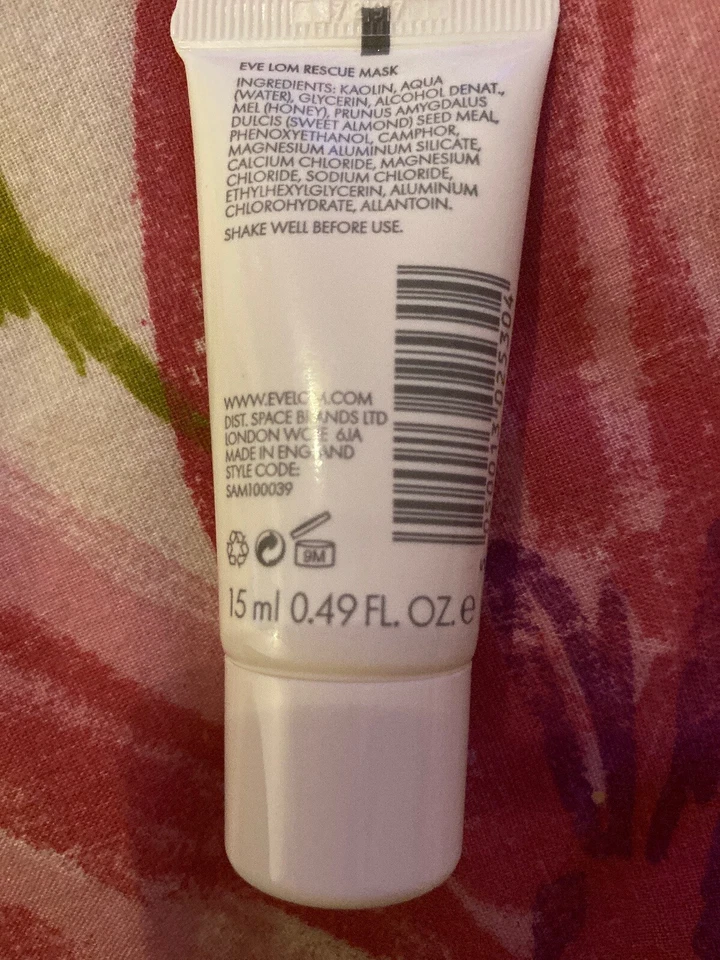 EVE LOM RESCUE MASK
INGREDIENTS: KAOLIN, AQUA
(WATER), GLYCERIN, ALCOHOL DENAT.,
MEL (HONEY), PRUNUS AMYGDALUS
DULCIS (SWEET ALMOND) SEED MEAL,
PHENOXYETHANOL, CAMPHOR,
MAGNESIUM ALUMINUM SILICATE,
CALCIUM CHLORIDE, MAGNESIUM
CHLORIDE, SODIUM CHLORIDE,
ETHYLHEXYLGLYCERIN, ALUMINUM
CHLOROHYDRATE, ALLANTOIN.
SHAKE WELL BEFORE USE.
WWW.EVELOM.COM
DIST. SPACE BRANDS LTD
LONDON 6JA
MADE IN ENGLAND
STYLE CODE:
SAM100039
9M
15 ml 0.49 FL. OZ. e